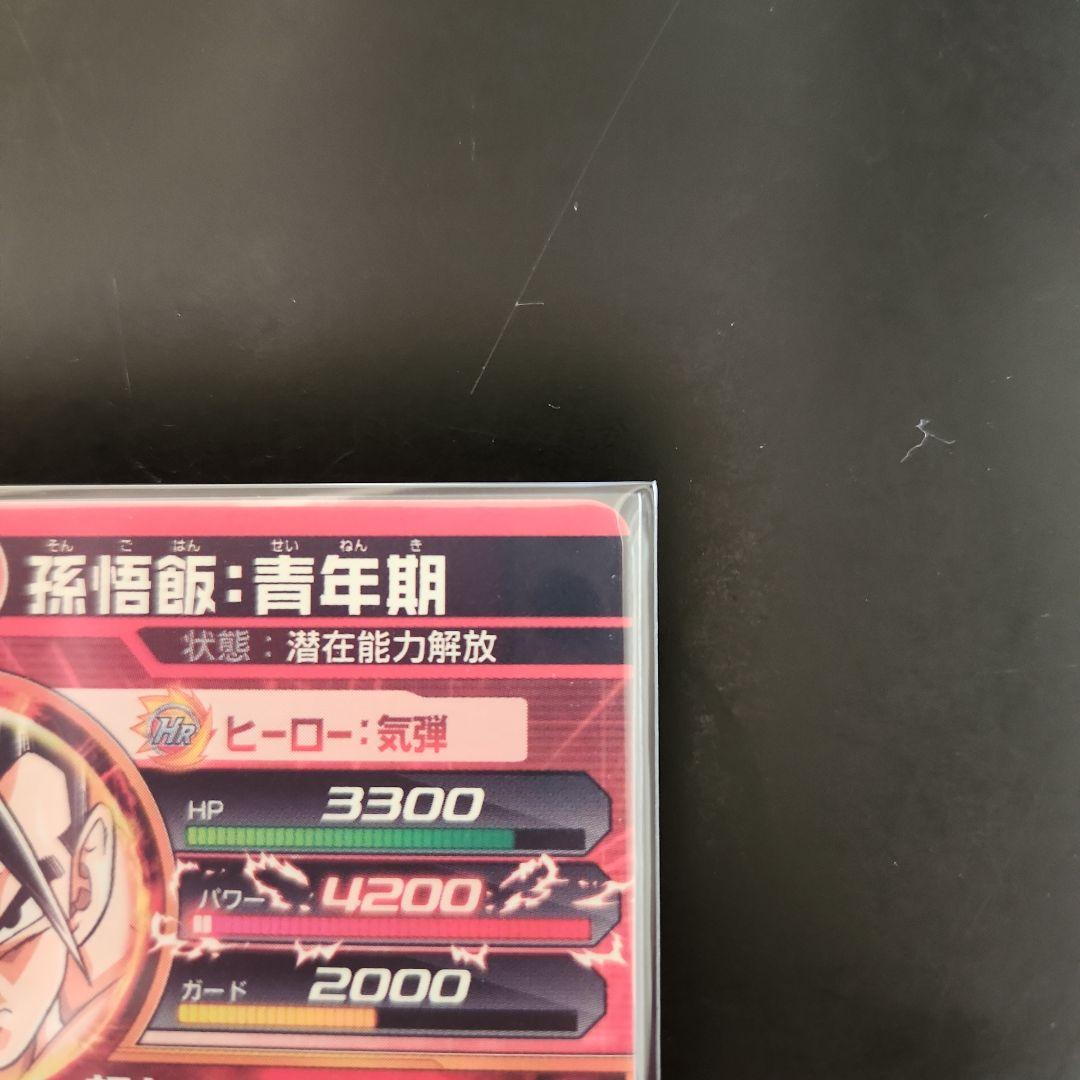 そん ご はん せい ねん き
孫悟飯:青年期
状態:潜在能力解放
HR ヒーロー:気弾
HP 3300
パワー 4200
ガード 2000